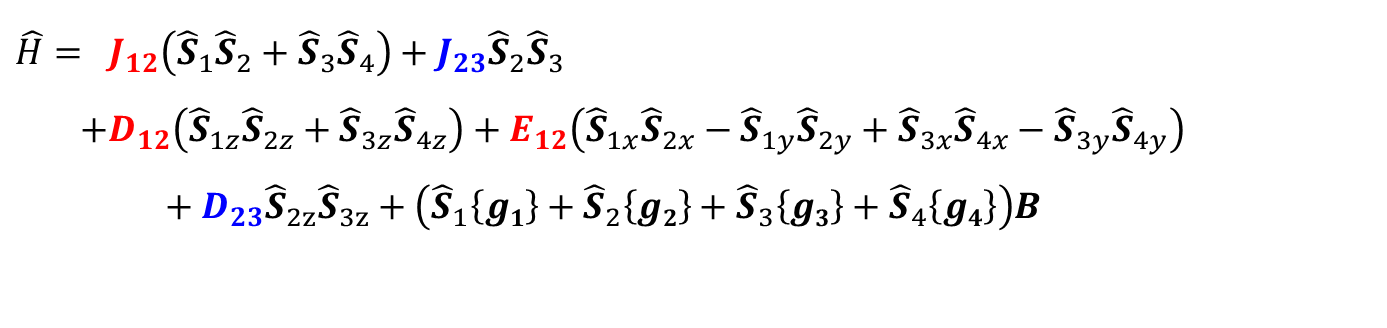 Ĥ = J₁₂(Ŝ₁Ŝ₂ + Ŝ₃Ŝ₄) + J₂₃Ŝ₂Ŝ₃
+D₁₂(Ŝ₁zŜ₂z + Ŝ₃zŜ₄z) + E₁₂(Ŝ₁xŜ₂x − Ŝ₁yŜ₂y + Ŝ₃xŜ₄x − Ŝ₃yŜ₄y)
+ D₂₃Ŝ₂zŜ₃z + (Ŝ₁{g₁} + Ŝ₂{g₂} + Ŝ₃{g₃} + Ŝ₄{g₄})B